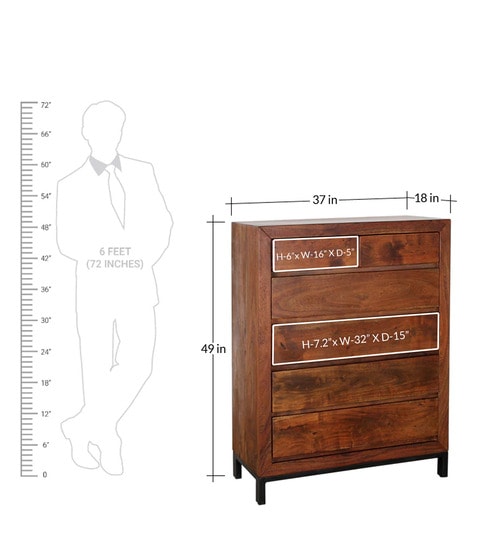 72"
66"
60"
54"
48"
42"
36"
30"
24"
18"
12"
6"
0
6 FEET
(72 INCHES)
37 in
18 in
49 in
H-6"x W-16" X D-5"
H-7.2"x W-32" X D-15"